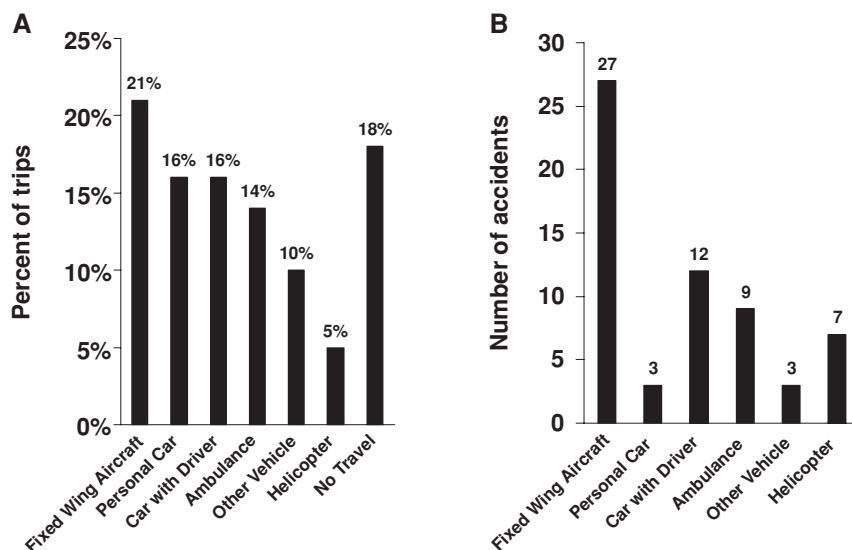 A
Percent of trips
25%
20%
15%
10%
5%
0%
21%
16%
16%
14%
10%
5%
18%
Fixed Wing Aircraft
Personal Car
Car with Driver
Ambulance
Other Vehicle
Helicopter
No Travel
B
Number of accidents
30
25
20
15
10
5
0
27
3
12
9
3
7
Fixed Wing Aircraft
Personal Car
Car with Driver
Ambulance
Other Vehicle
Helicopter